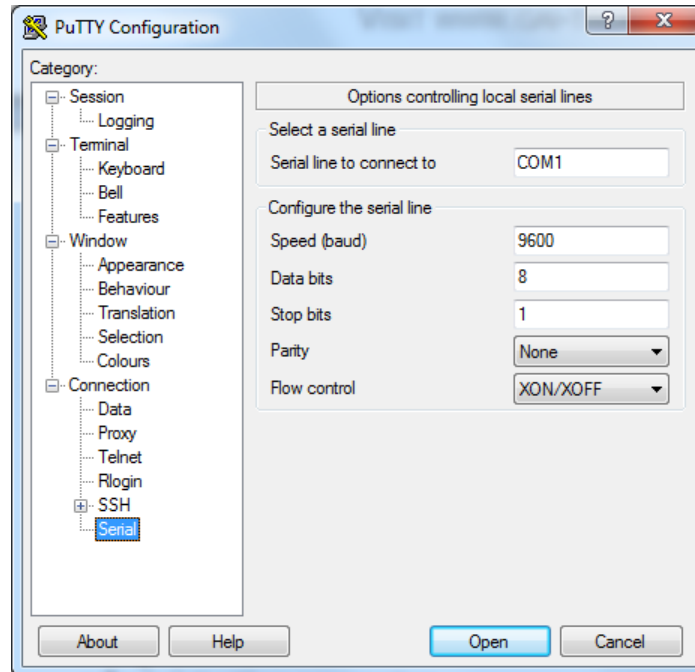 PuTTY Configuration
Category:
Session
Logging
Terminal
Keyboard
Bell
Features
Window
Appearance
Behaviour
Translation
Selection
Colours
Connection
Data
Proxy
Telnet
Rlogin
SSH
Serial
Options controlling local serial lines
Select a serial line
Serial line to connect to COM1
Configure the serial line
Speed (baud) 9600
Data bits 8
Stop bits 1
Parity None
Flow control XON/XOFF
About Help Open Cancel